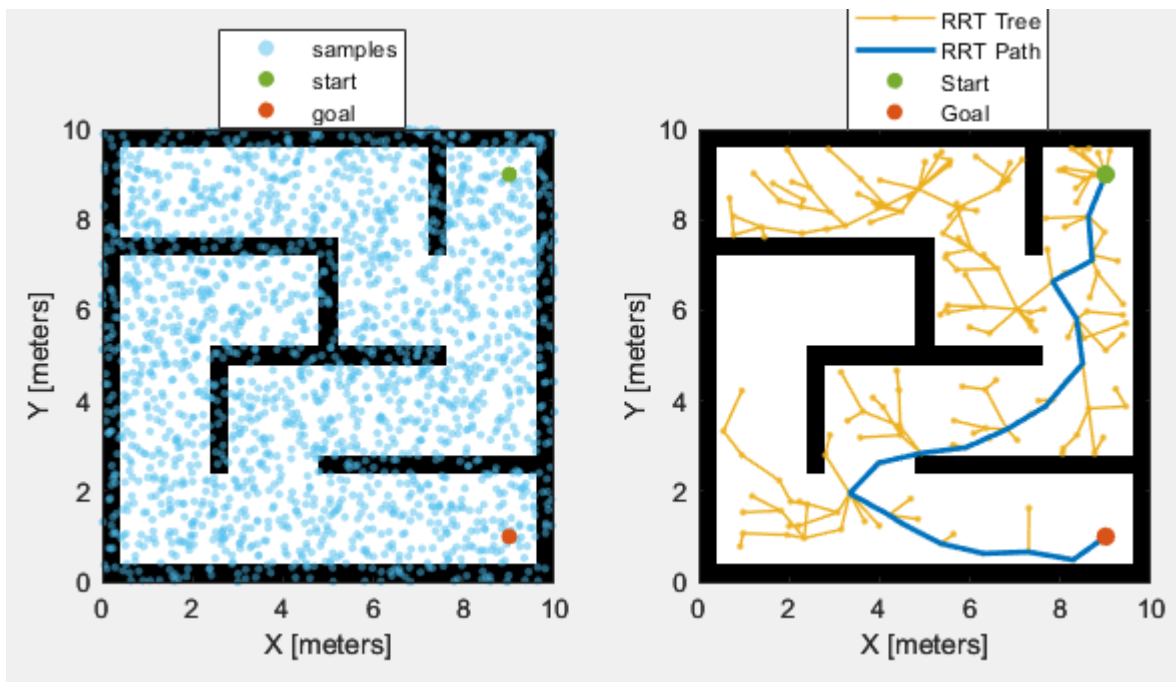 samples
start
goal
10
8
6
4
2
0
Y [meters]
0 2 4 6 8 10
X [meters]
RRT Tree
RRT Path
Start
Goal
10
8
6
4
2
0
Y [meters]
0 2 4 6 8 10
X [meters]